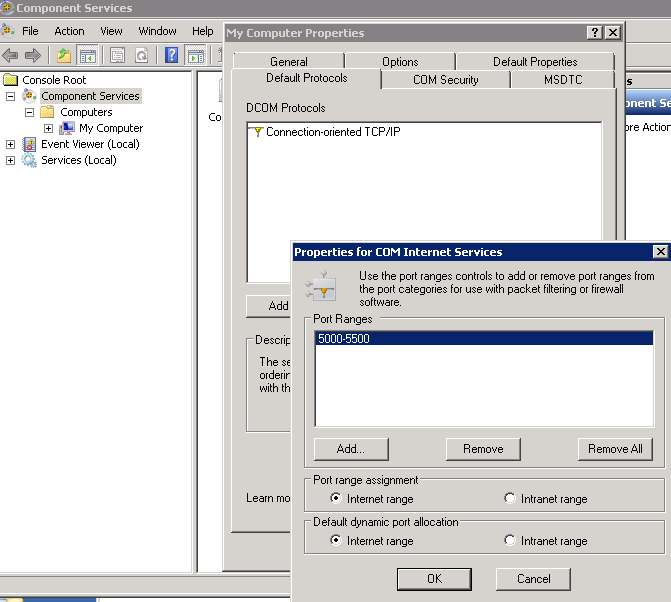 Component Services
File Action View Window Help
My Computer Properties
General Options Default Properties
Default Protocols COM Security MSDTC
Console Root
Component Services
Computers
My Computer
Event Viewer (Local)
Services (Local)
Co
DCOM Protocols
Connection-oriented TCP/IP
Add
Descrip
The se
orderin
with th
Learn mo
s
onent Se
ore Action
Properties for COM Internet Services
Use the port ranges controls to add or remove port ranges from
the port categories for use with packet filtering or firewall
software.
Port Ranges
5000-5500
Add... Remove Remove All
Port range assignment
Internet range Intranet range
Default dynamic port allocation
Internet range Intranet range
OK Cancel